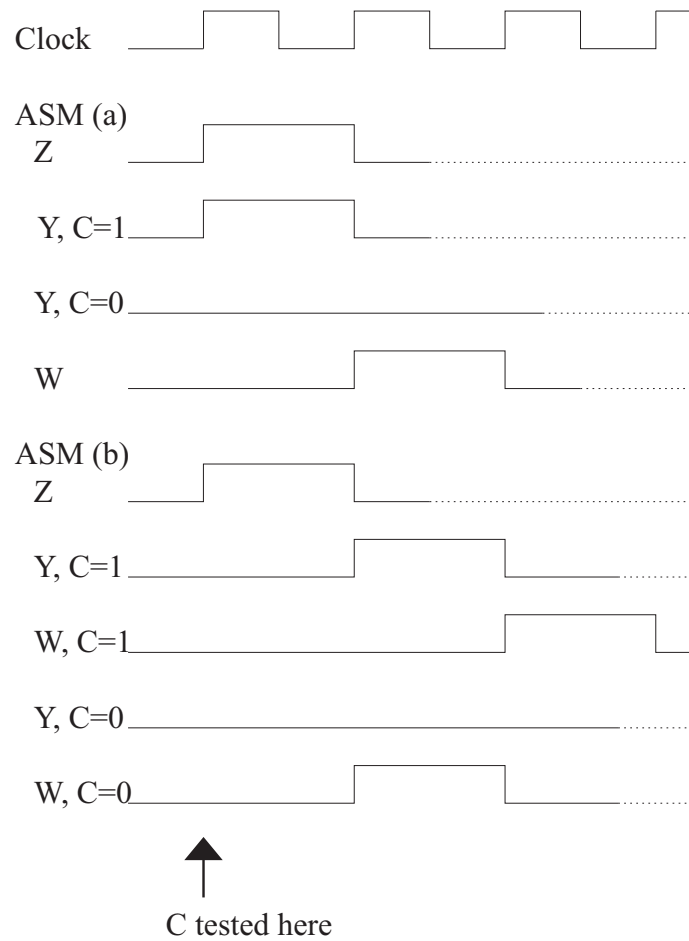 Clock
ASM (a)
Z
Y, C=1
Y, C=0
W
ASM (b)
Z
Y, C=1
W, C=1
Y, C=0
W, C=0
C tested here